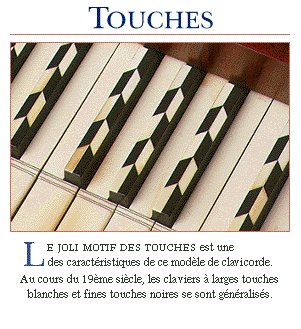 TOUCHES
LE JOLI MOTIF DES TOUCHES est une
des caractéristiques de ce modèle de clavicorde.
Au cours du 19ème siècle, les claviers à larges touches
blanches et fines touches noires se sont généralisés.